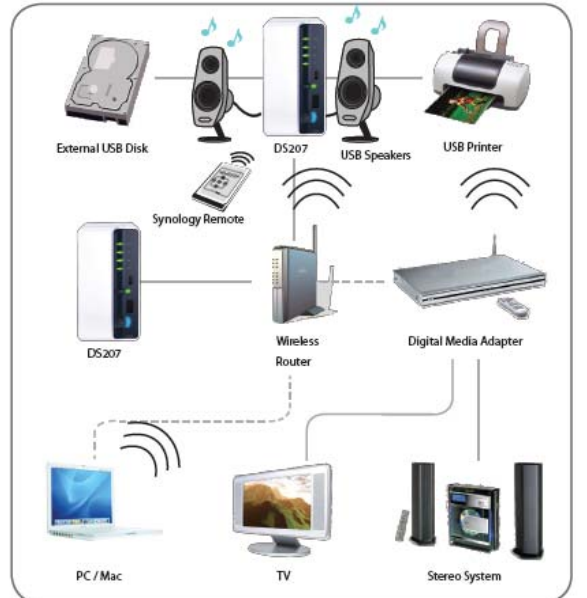 External USB Disk
DS207
USB Speakers
USB Printer
Synology Remote
DS207
Wireless
Router
Digital Media Adapter
PC / Mac
TV
Stereo System